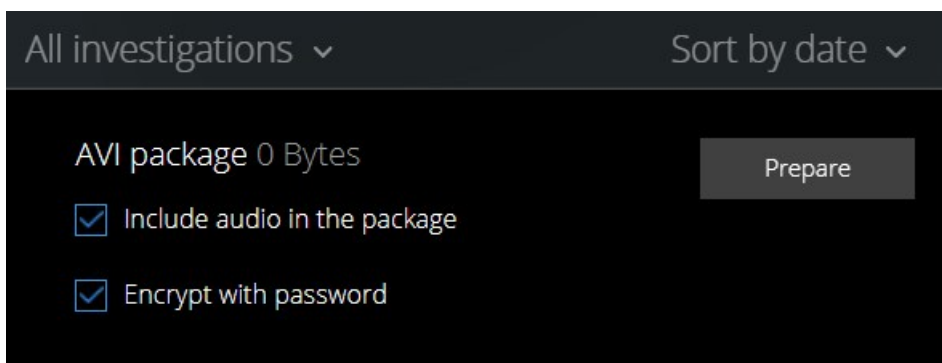 All investigations
Sort by date
AVI package 0 Bytes
Prepare
Include audio in the package
Encrypt with password